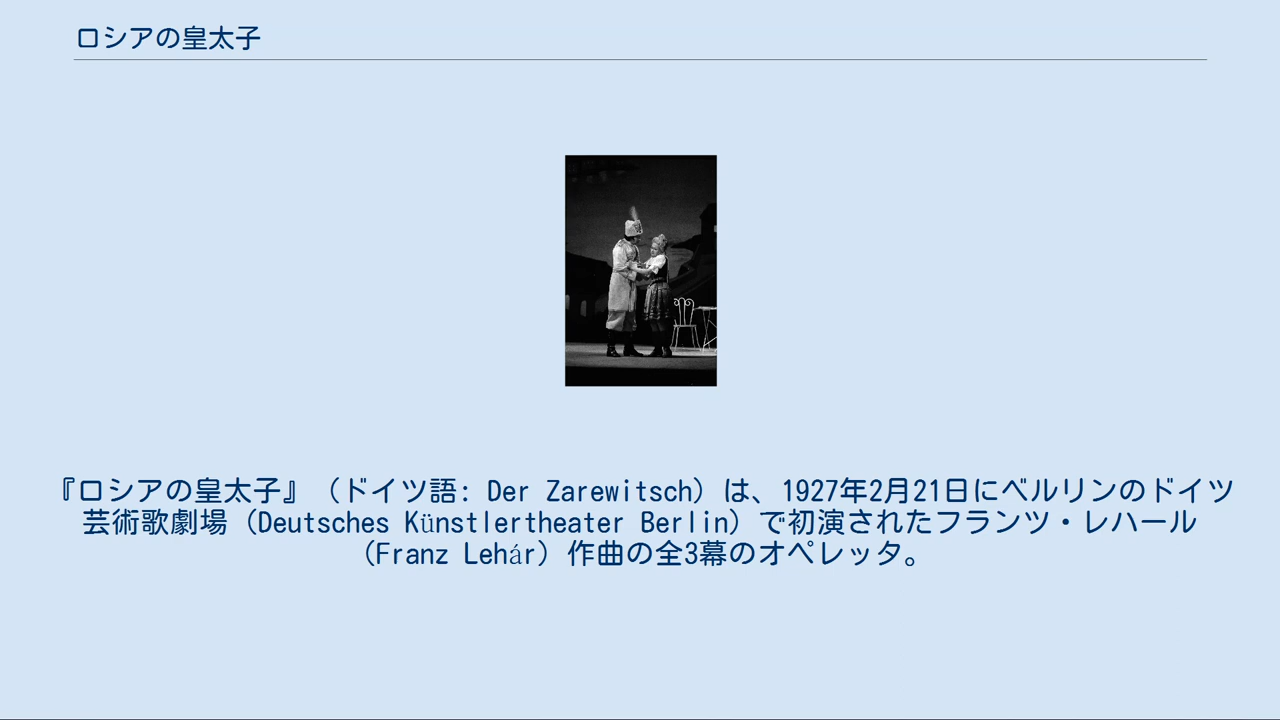 ロシアの皇太子
『ロシアの皇太子』（ドイツ語: Der Zarewitsch）は、1927年2月21日にベルリンのドイツ
芸術歌劇場（Deutsches Künstlertheater Berlin）で初演されたフランツ・レハール
（Franz Lehár）作曲の全3幕のオペレッタ。